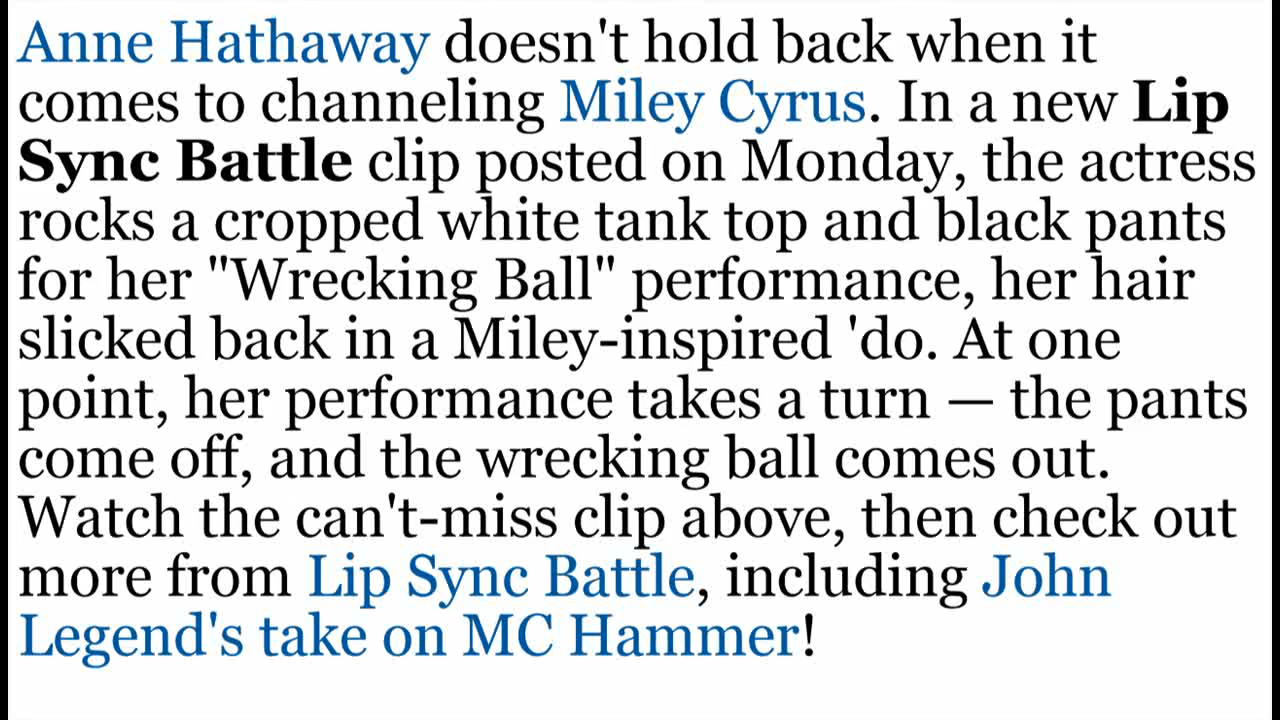 Anne Hathaway doesn't hold back when it
comes to channeling Miley Cyrus. In a new Lip
Sync Battle clip posted on Monday, the actress
rocks a cropped white tank top and black pants
for her "Wrecking Ball" performance, her hair
slicked back in a Miley-inspired 'do. At one
point, her performance takes a turn — the pants
come off, and the wrecking ball comes out.
Watch the can't-miss clip above, then check out
more from Lip Sync Battle, including John
Legend's take on MC Hammer!